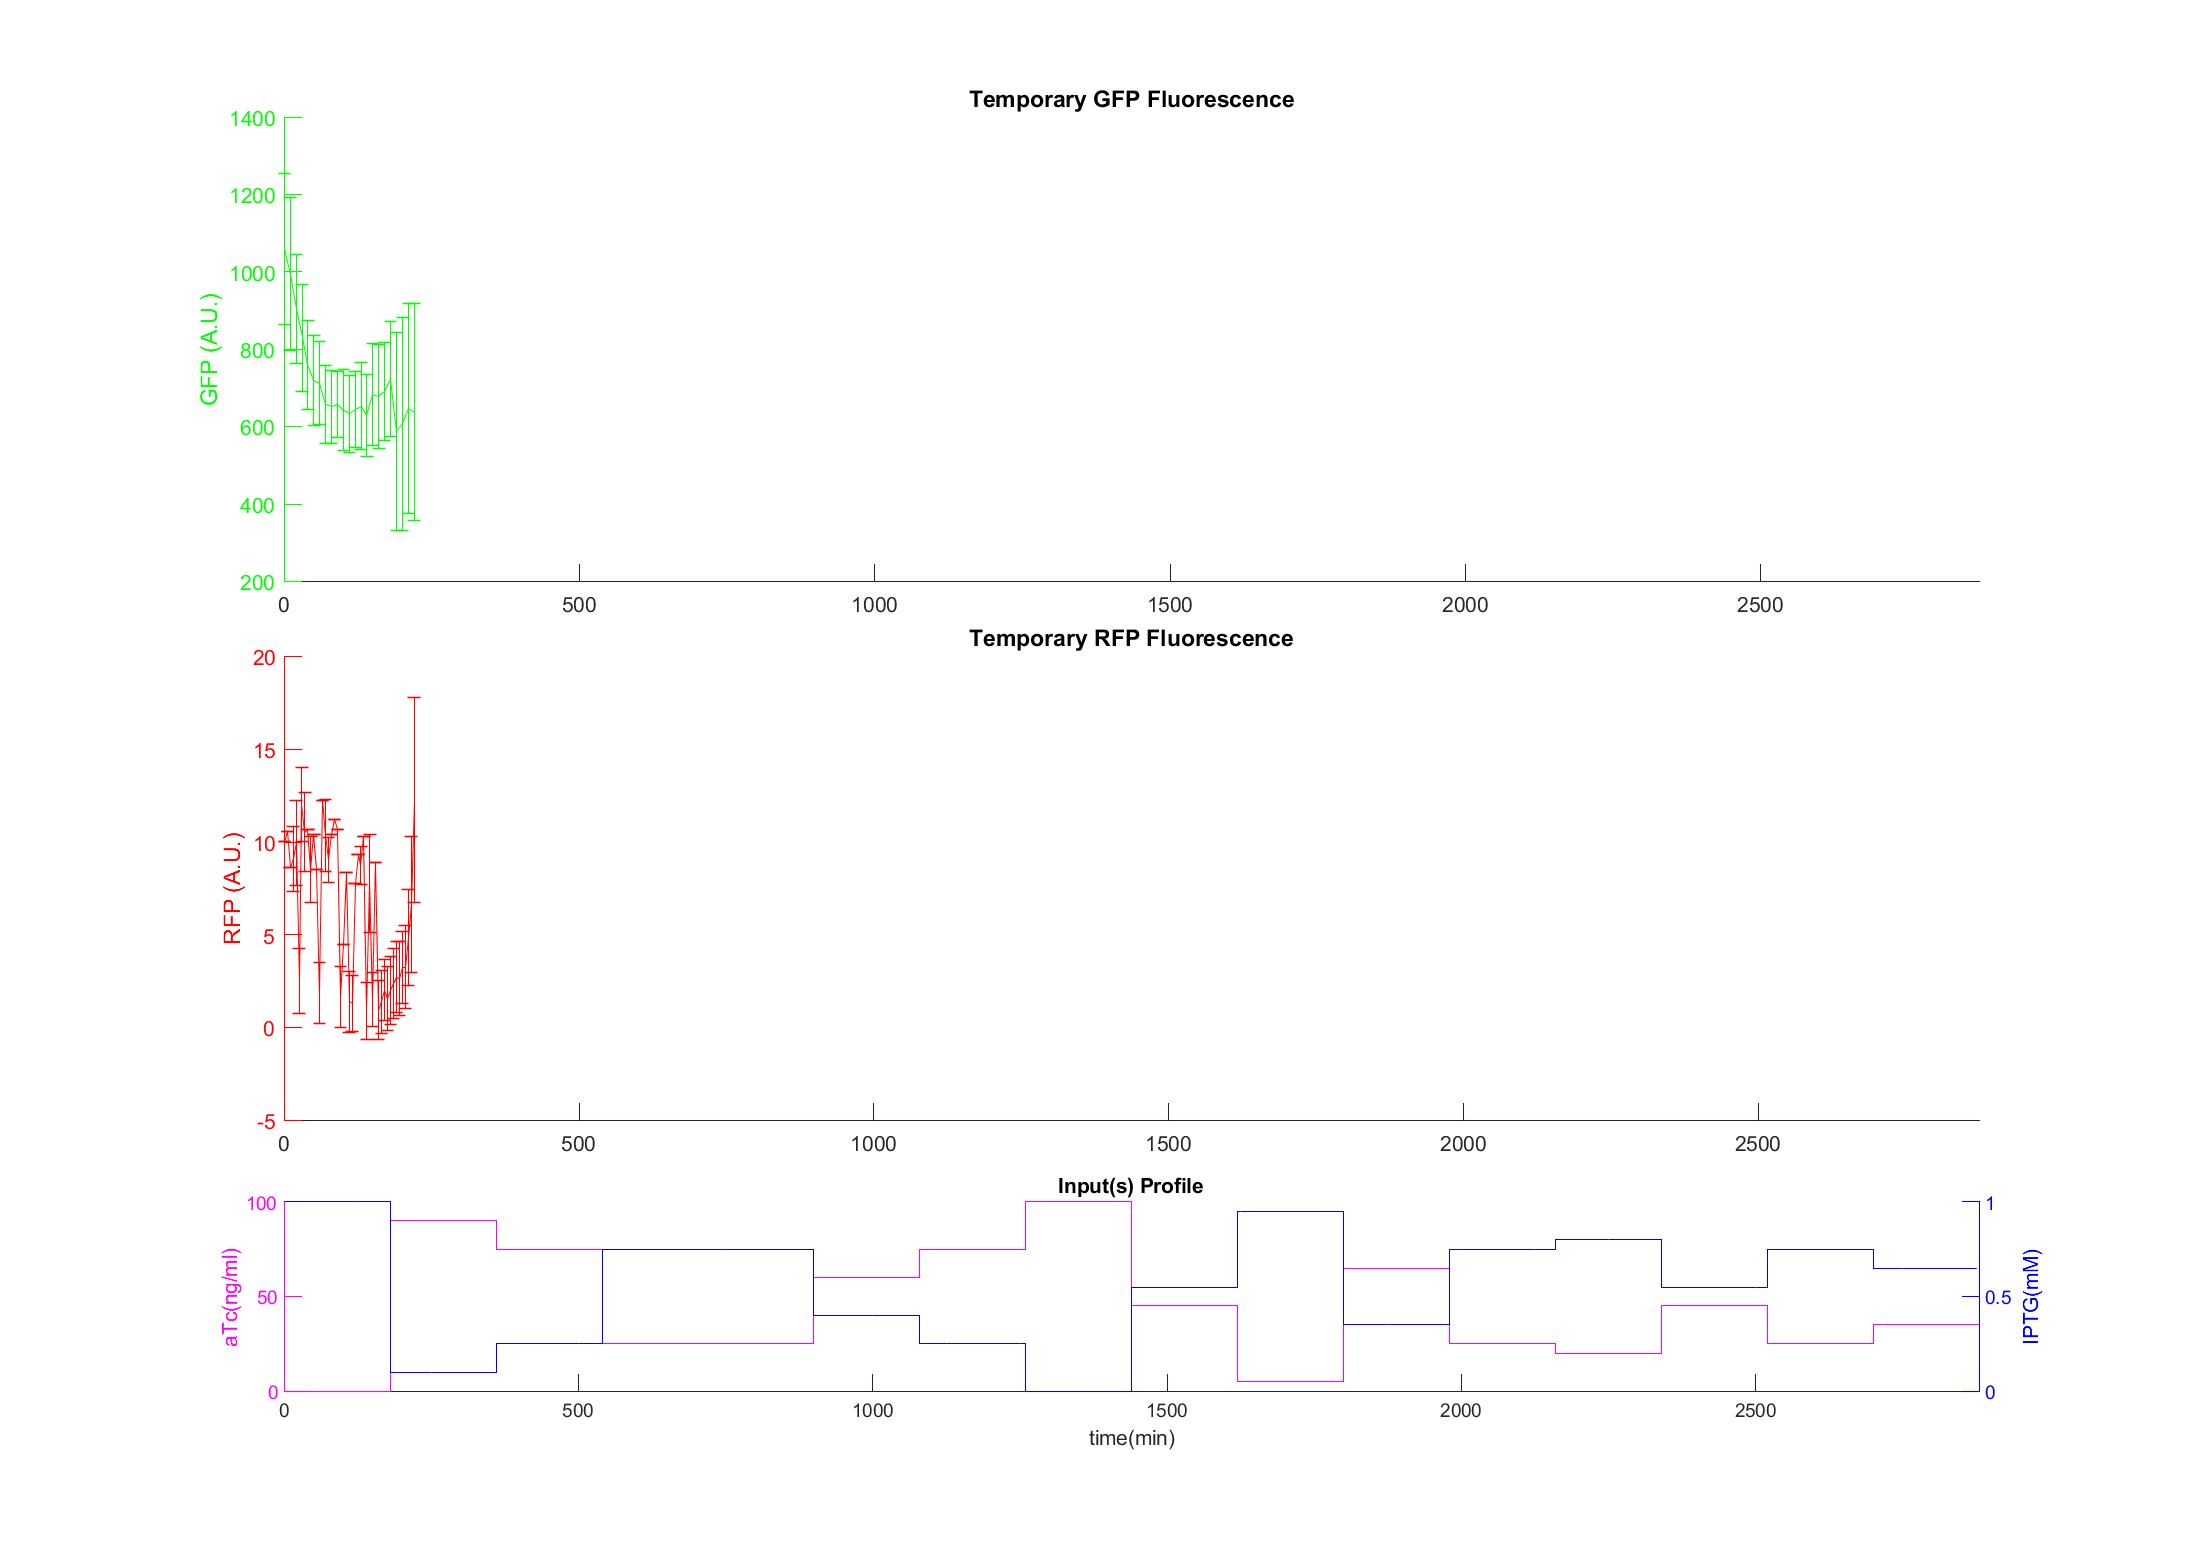 Temporary GFP Fluorescence
1400
1200
1000
800
600
400
200
GFP (A.U.)
0 500 1000 1500 2000 2500
Temporary RFP Fluorescence
20
15
10
5
0
-5
RFP (A.U.)
0 500 1000 1500 2000 2500
Input(s) Profile
100
50
0
aTc(ng/ml)
1
0.5
0
IPTG(mM)
0 500 1000 1500 2000 2500
time(min)